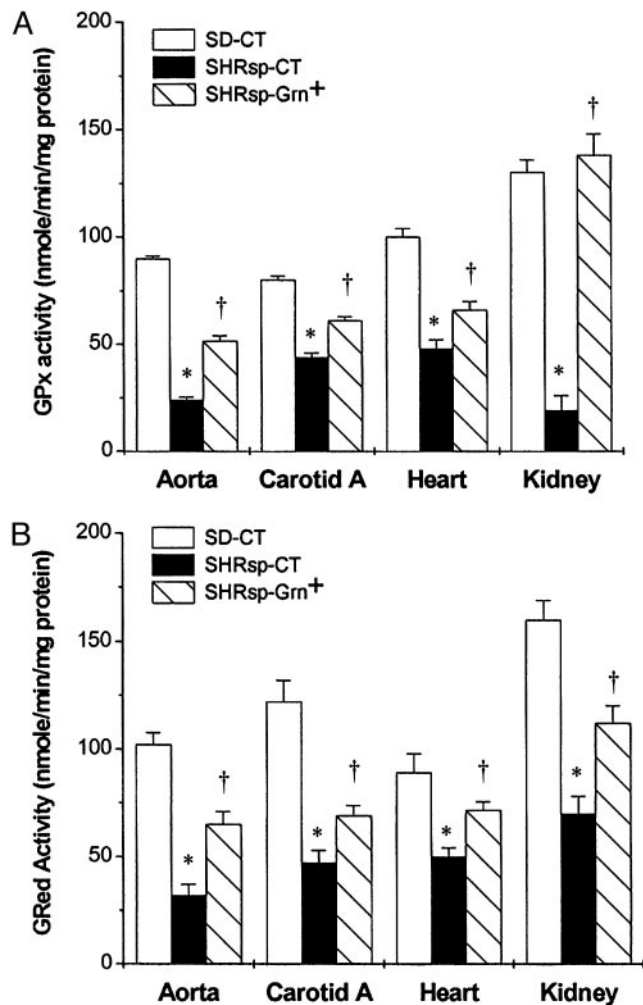 A
200
150
100
50
0
GPx activity (nmole/min/mg protein)
SD-CT
SHRsp-CT
SHRsp-Grn+
* † * † * † * †
Aorta Carotid A Heart Kidney
B
200
150
100
50
0
GRed Activity (nmole/min/mg protein)
SD-CT
SHRsp-CT
SHRsp-Grn+
* † * † * † * †
Aorta Carotid A Heart Kidney